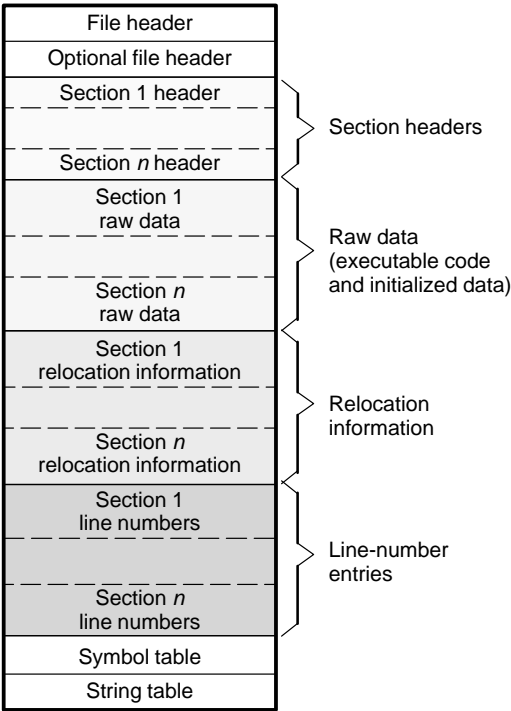 File header
Optional file header
Section 1 header
Section n header
Section headers
Section 1
raw data
Section n
raw data
Raw data
(executable code
and initialized data)
Section 1
relocation information
Section n
relocation information
Relocation
information
Section 1
line numbers
Section n
line numbers
Line-number
entries
Symbol table
String table